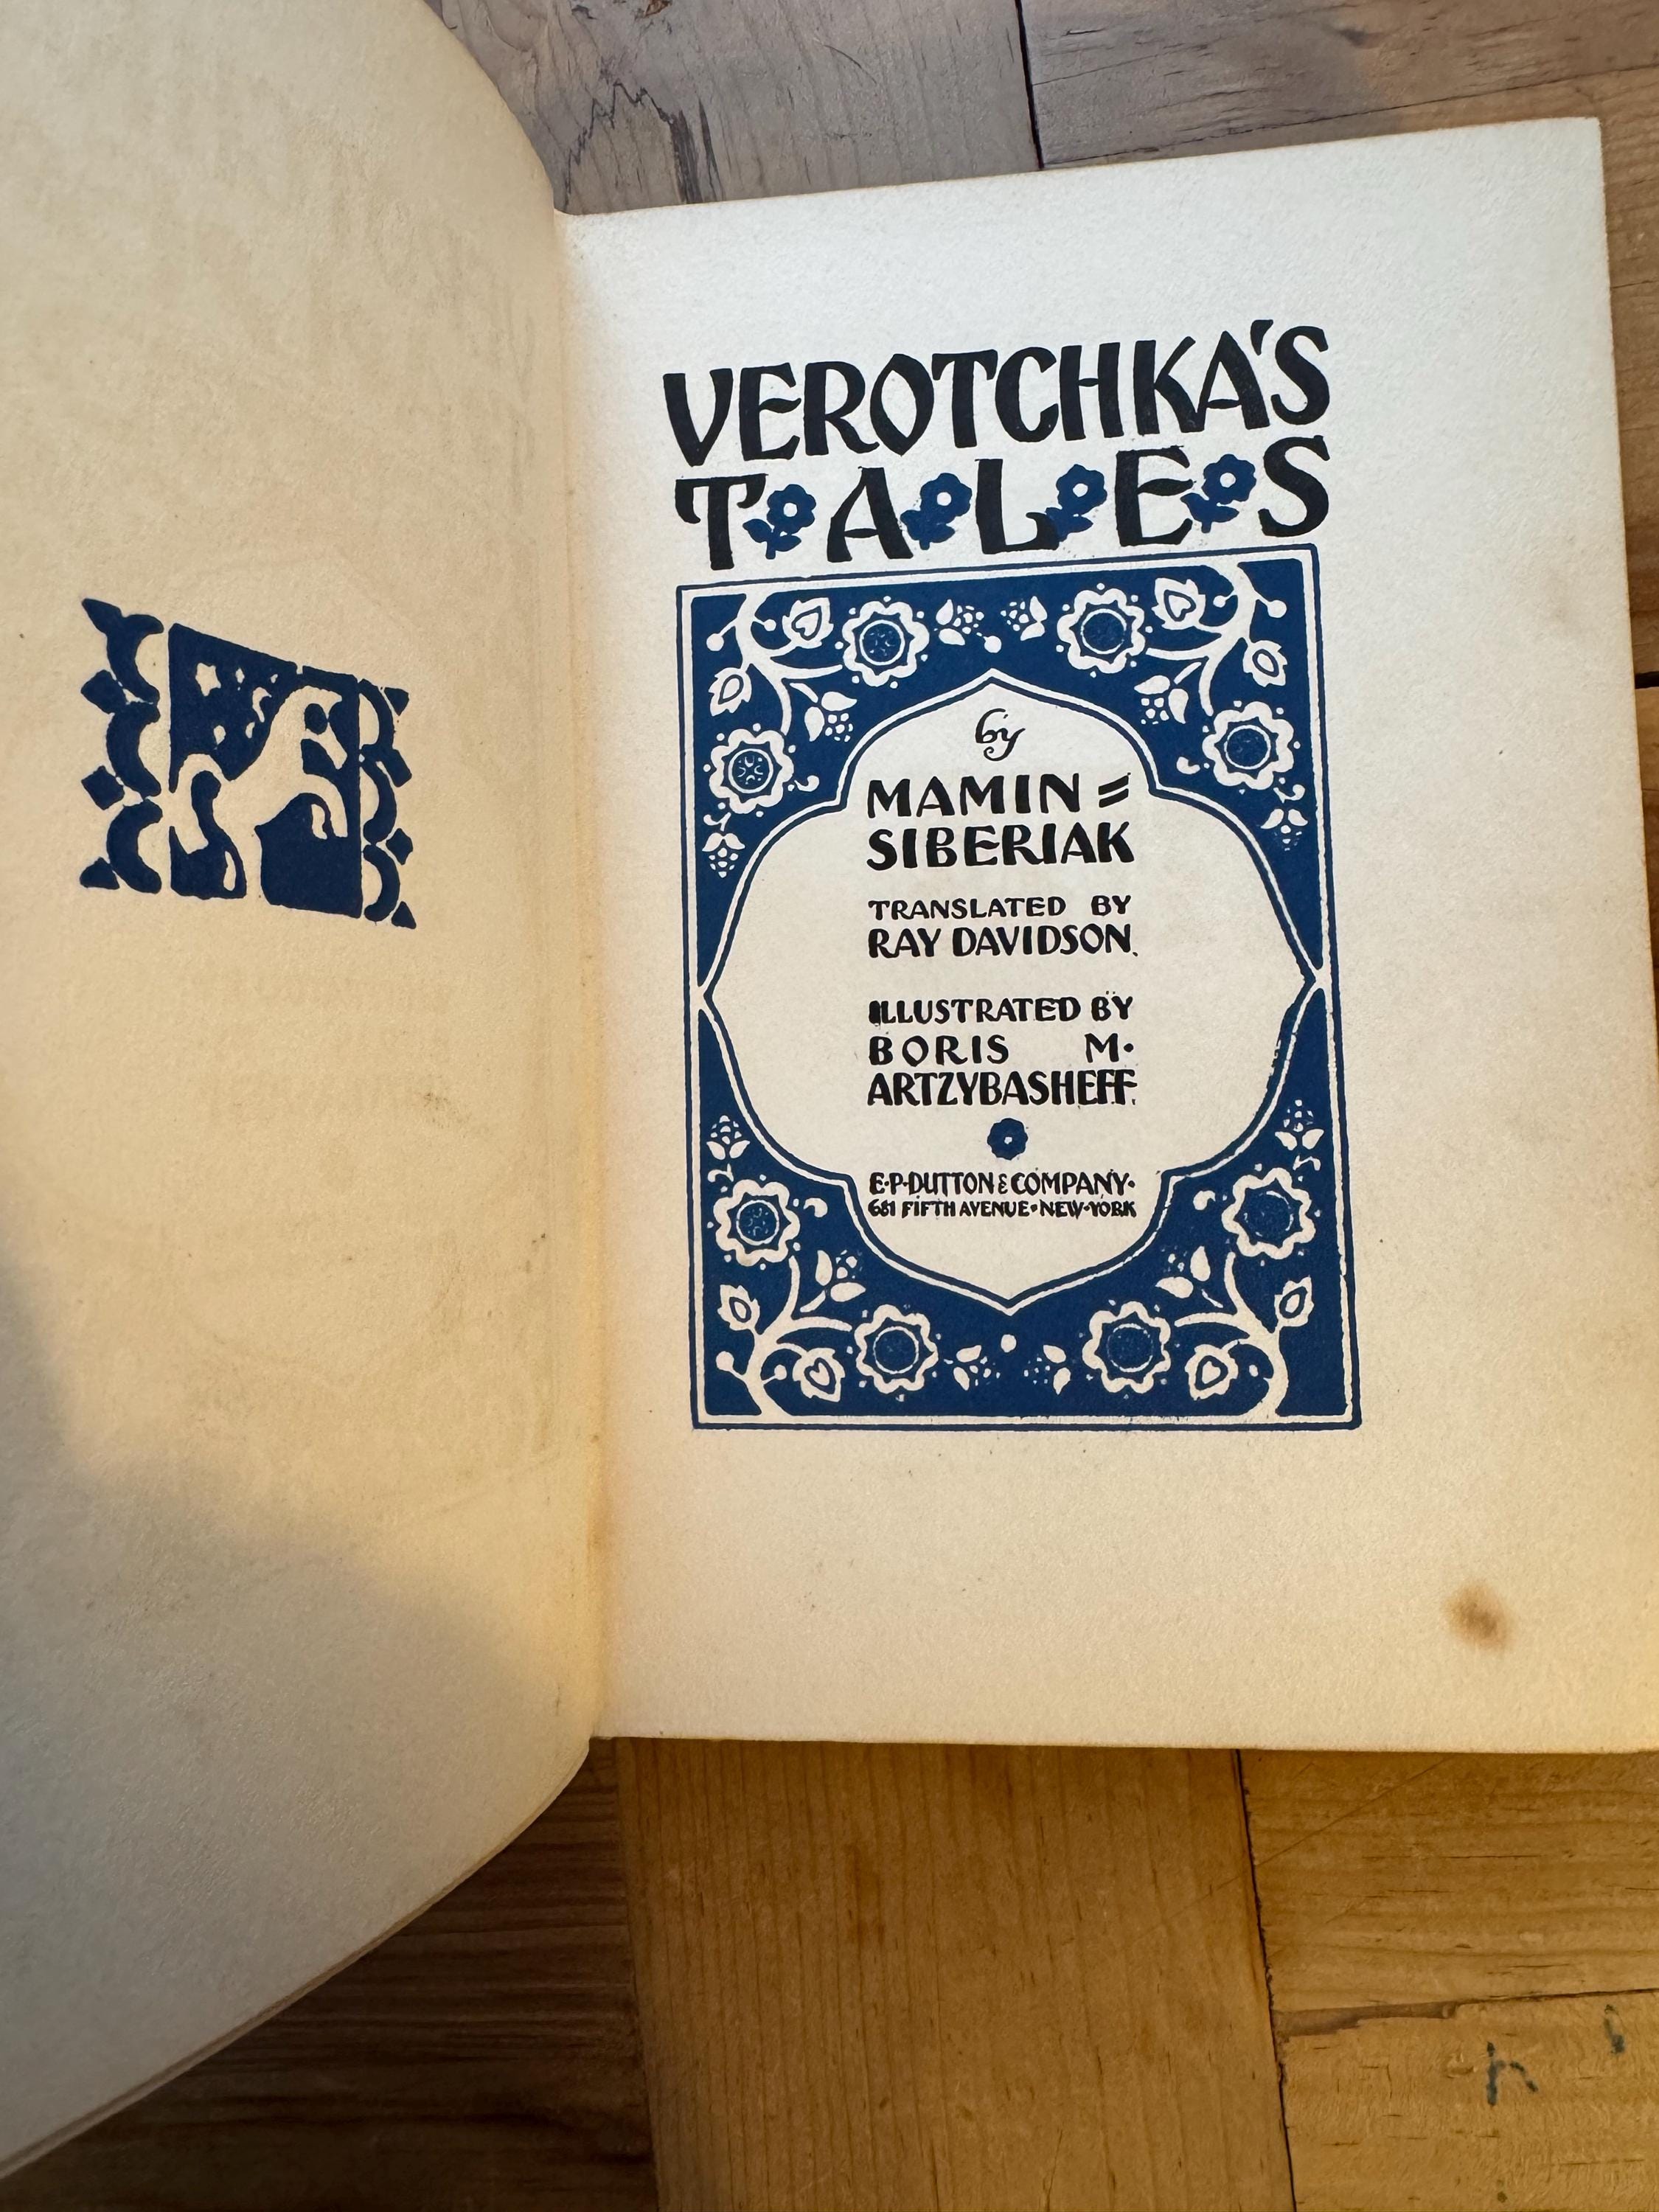 VEROTCHKA'S
TALES
by
MAMIN=
SIBERIAK
TRANSLATED BY
RAY DAVIDSON.
ILLUSTRATED BY
BORIS M·
ARTZYBASHEFF.
E·P·DUTTON & COMPANY·
681 FIFTH AVENUE·NEW·YORK